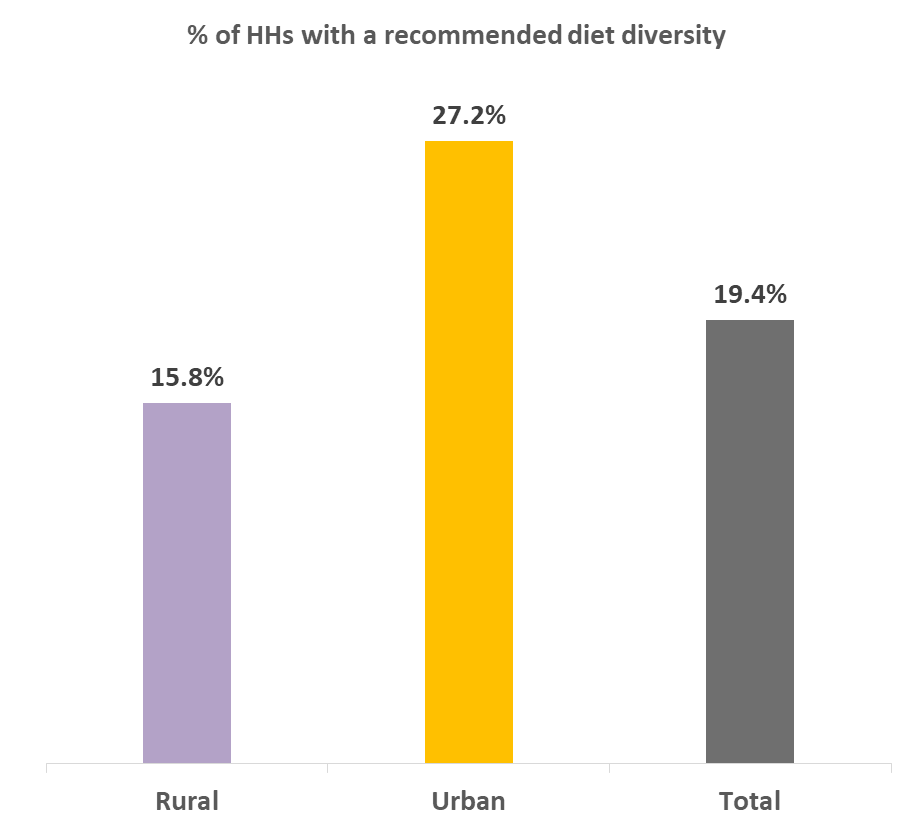 % of HHs with a recommended diet diversity
27.2%
19.4%
15.8%
Rural
Urban
Total